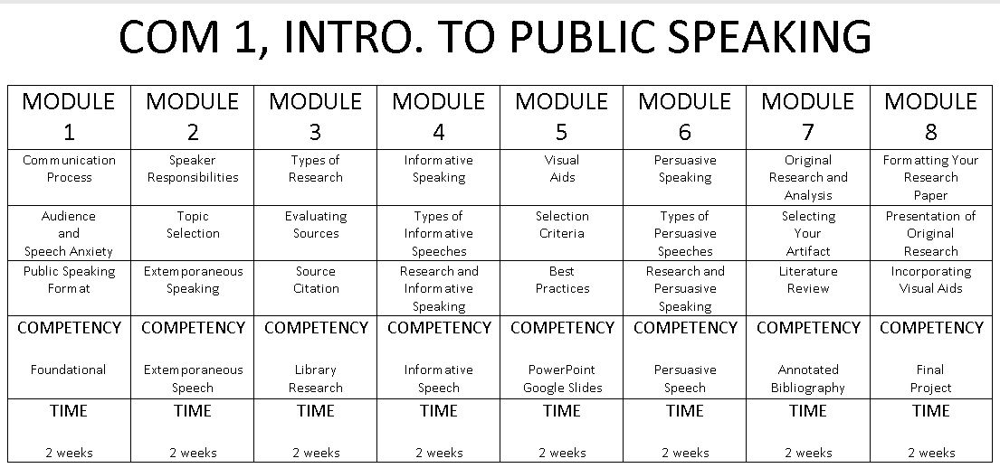 COM 1, INTRO. TO PUBLIC SPEAKING
MODULE
1
MODULE
2
MODULE
3
MODULE
4
MODULE
5
MODULE
6
MODULE
7
MODULE
8
Communication
Process
Speaker
Responsibilities
Types of
Research
Informative
Speaking
Visual
Aids
Persuasive
Speaking
Original
Research and
Analysis
Formatting Your
Research
Paper
Audience
and
Speech Anxiety
Topic
Selection
Evaluating
Sources
Types of
Informative
Speeches
Selection
Criteria
Types of
Persuasive
Speeches
Selecting
Your
Artifact
Presentation of
Original
Research
Public Speaking
Format
Extemporaneous
Speaking
Source
Citation
Research and
Informative
Speaking
Best
Practices
Research and
Persuasive
Speaking
Literature
Review
Incorporating
Visual Aids
COMPETENCY
Foundational
COMPETENCY
Extemporaneous
Speech
COMPETENCY
Library
Research
COMPETENCY
Informative
Speech
COMPETENCY
PowerPoint
Google Slides
COMPETENCY
Persuasive
Speech
COMPETENCY
Annotated
Bibliography
COMPETENCY
Final
Project
TIME
2 weeks
TIME
2 weeks
TIME
2 weeks
TIME
2 weeks
TIME
2 weeks
TIME
2 weeks
TIME
2 weeks
TIME
2 weeks